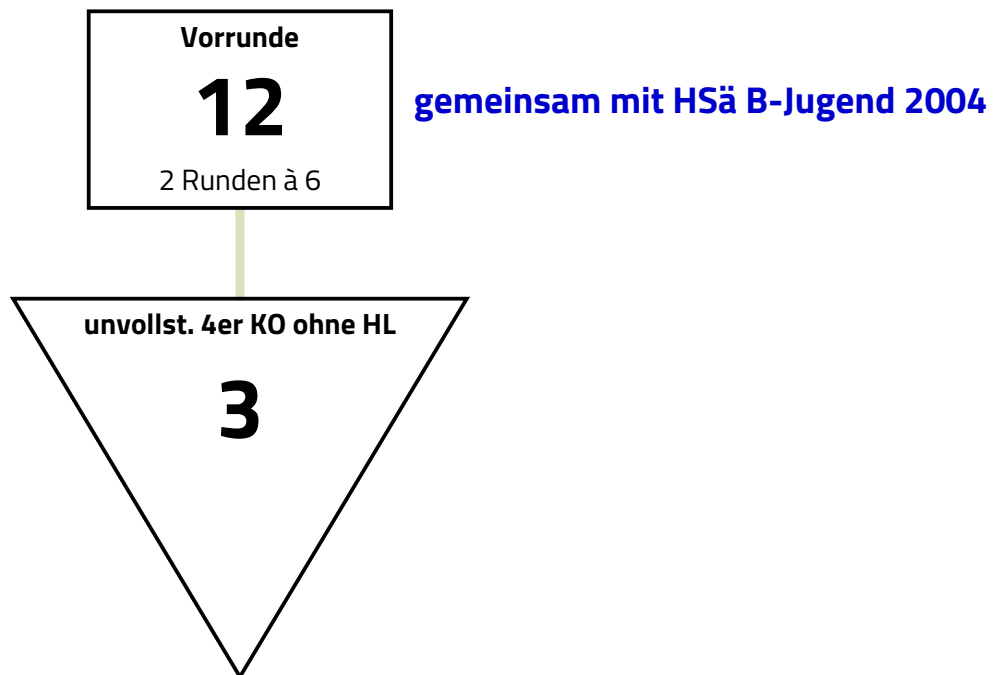 Vorrunde
12
gemeinsam mit HSä B-Jugend 2004
2 Runden à 6
unvollst. 4er KO ohne HL
3